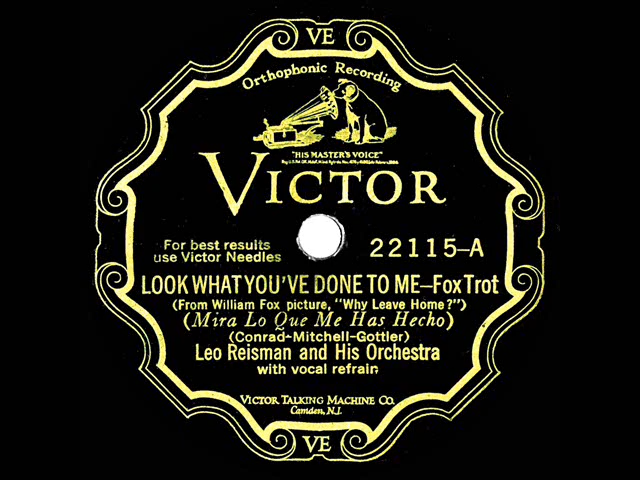 VE
Orthophonic Recording
"HIS MASTER'S VOICE"
VICTOR
For best results
use Victor Needles
22115-A
LOOK WHAT YOU'VE DONE TO ME—Fox Trot
(From William Fox picture, "Why Leave Home?")
(Mira Lo Que Me Has Hecho)
(Conrad-Mitchell-Gottler)
Leo Reisman and His Orchestra
with vocal refrain
VICTOR TALKING MACHINE CO.
Camden, N.J.
VE